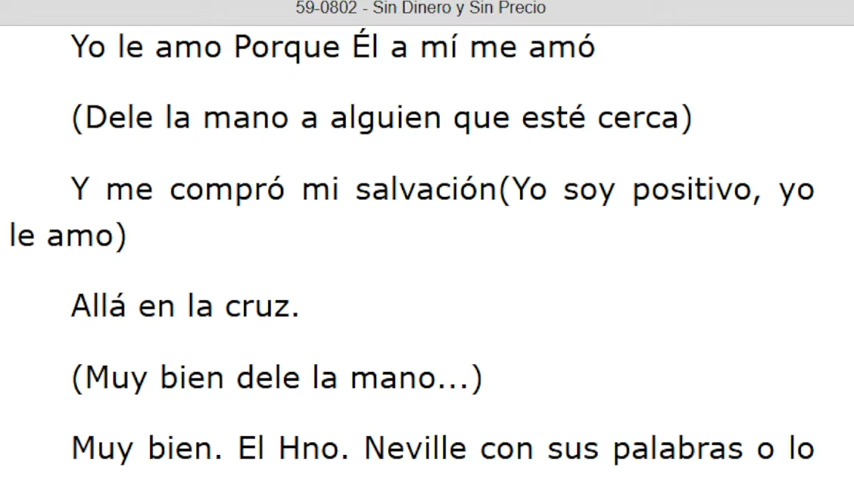 59-0802 - Sin Dinero y Sin Precio
Yo le amo Porque Él a mí me amó
(Dele la mano a alguien que esté cerca)
Y me compró mi salvación(Yo soy positivo, yo
le amo)
Allá en la cruz.
(Muy bien dele la mano...)
Muy bien. El Hno. Neville con sus palabras o lo